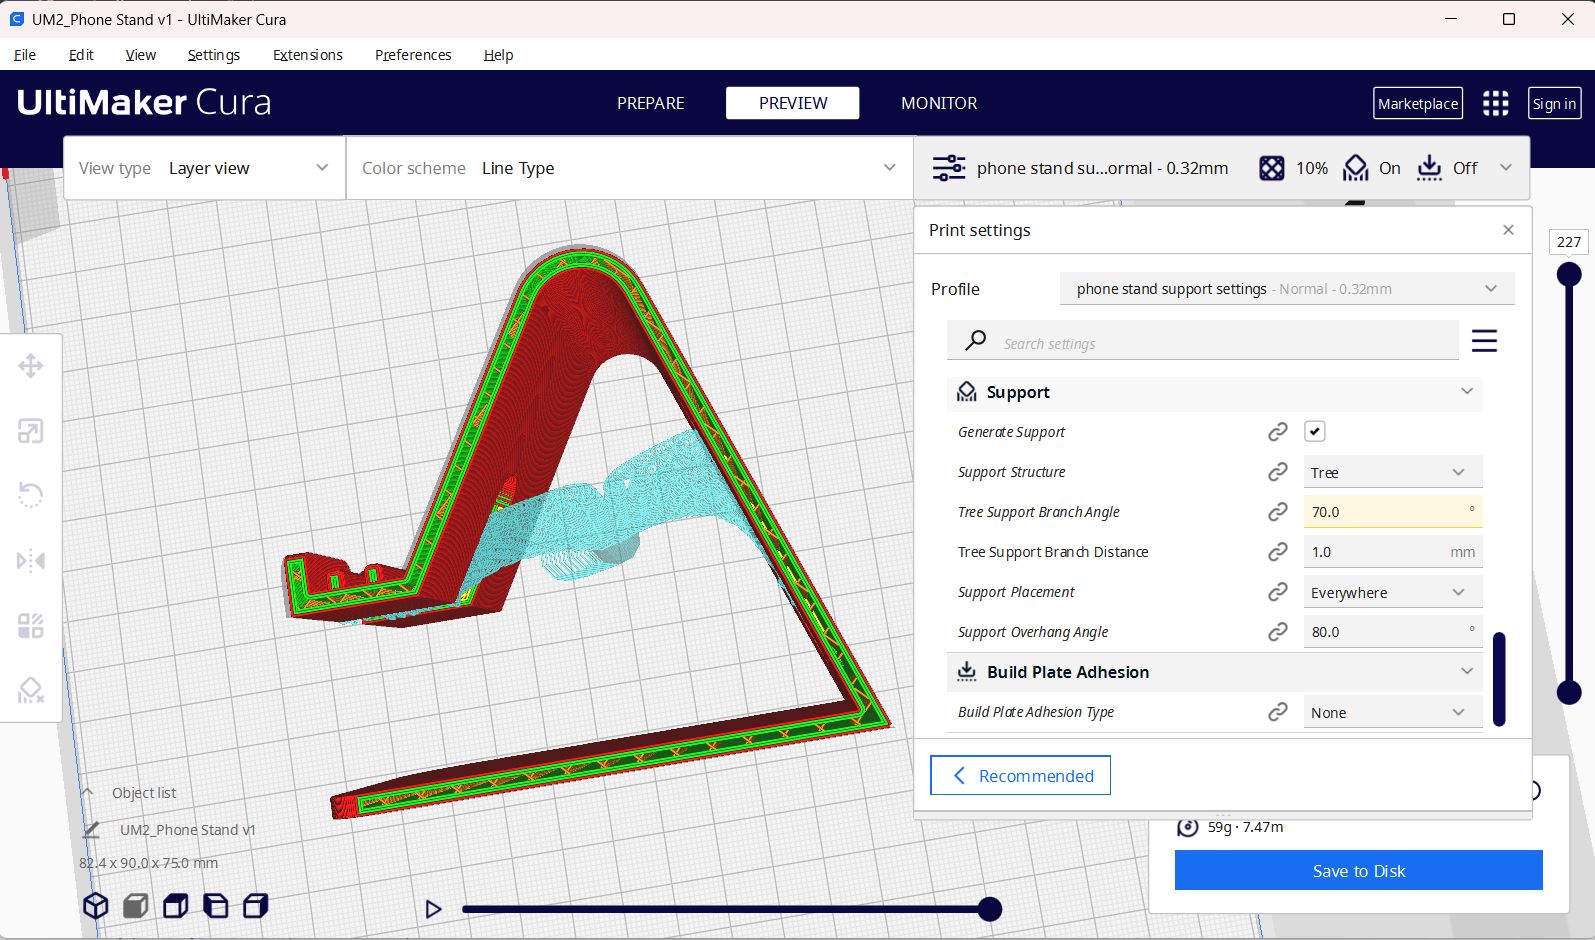 UM2_Phone Stand v1 - UltiMaker Cura
File Edit View Settings Extensions Preferences Help
UltiMaker Cura
PREPARE PREVIEW MONITOR
Marketplace Sign in
View type Layer view Color scheme Line Type phone stand su...ormal - 0.32mm 10% On Off
Print settings
227
Profile phone stand support settings - Normal - 0.32mm
Search settings
Support
Generate Support
Support Structure Tree
Tree Support Branch Angle 70.0 °
Tree Support Branch Distance 1.0 mm
Support Placement Everywhere
Support Overhang Angle 80.0 °
Build Plate Adhesion
Build Plate Adhesion Type None
Recommended
Object list
UM2_Phone Stand v1
82.4 x 90.0 x 75.0 mm
59g · 7.47m
Save to Disk